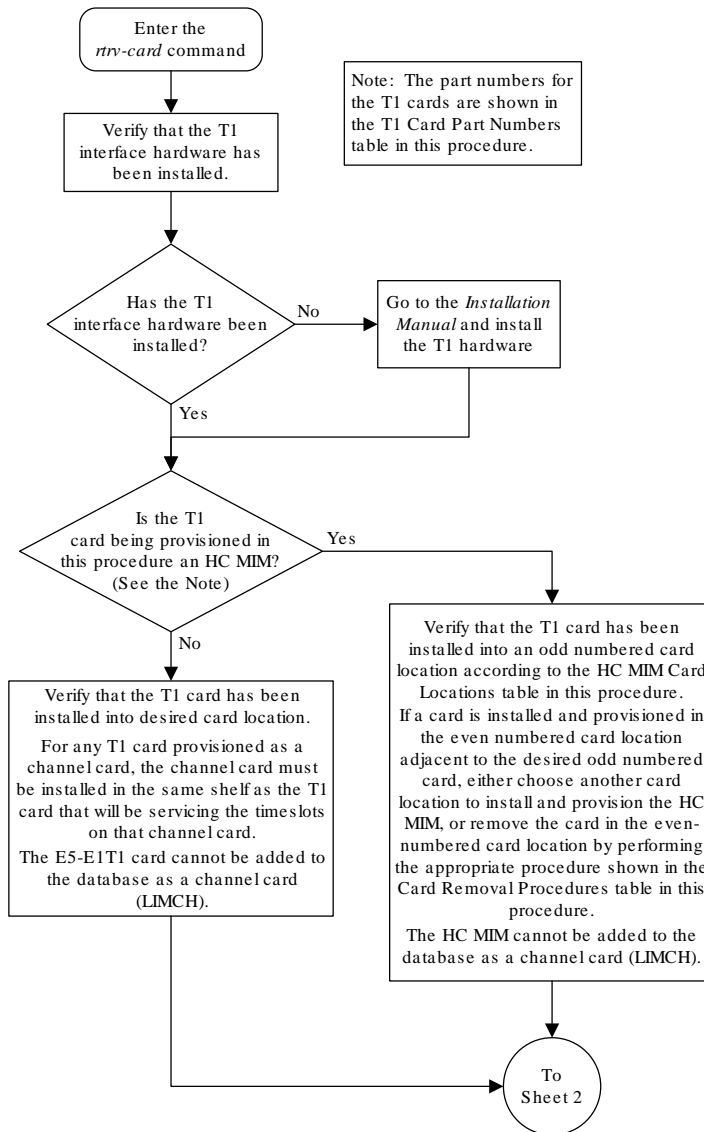 Enter the
rtrv-card command
Note: The part numbers for
the T1 cards are shown in
the T1 Card Part Numbers
table in this procedure.
Verify that the T1
interface hardware has
been installed.
Has the T1
interface hardware been
installed?
No
Go to the Installation
Manual and install
the T1 hardware
Yes
Is the T1
card being provisioned in
this procedure an HC MIM?
(See the Note)
Yes
No
Verify that the T1 card has been
installed into desired card location.
For any T1 card provisioned as a
channel card, the channel card must
be installed in the same shelf as the T1
card that will be servicing the timeslots
on that channel card.
The E5-E1T1 card cannot be added to
the database as a channel card
(LIMCH).
Verify that the T1 card has been
installed into an odd numbered card
location according to the HC MIM Card
Locations table in this procedure.
If a card is installed and provisioned in
the even numbered card location
adjacent to the desired odd numbered
card, either choose another card
location to install and provision the HC
MIM, or remove the card in the even-
numbered card location by performing
the appropriate procedure shown in the
Card Removal Procedures table in this
procedure.
The HC MIM cannot be added to the
database as a channel card (LIMCH).
To
Sheet 2